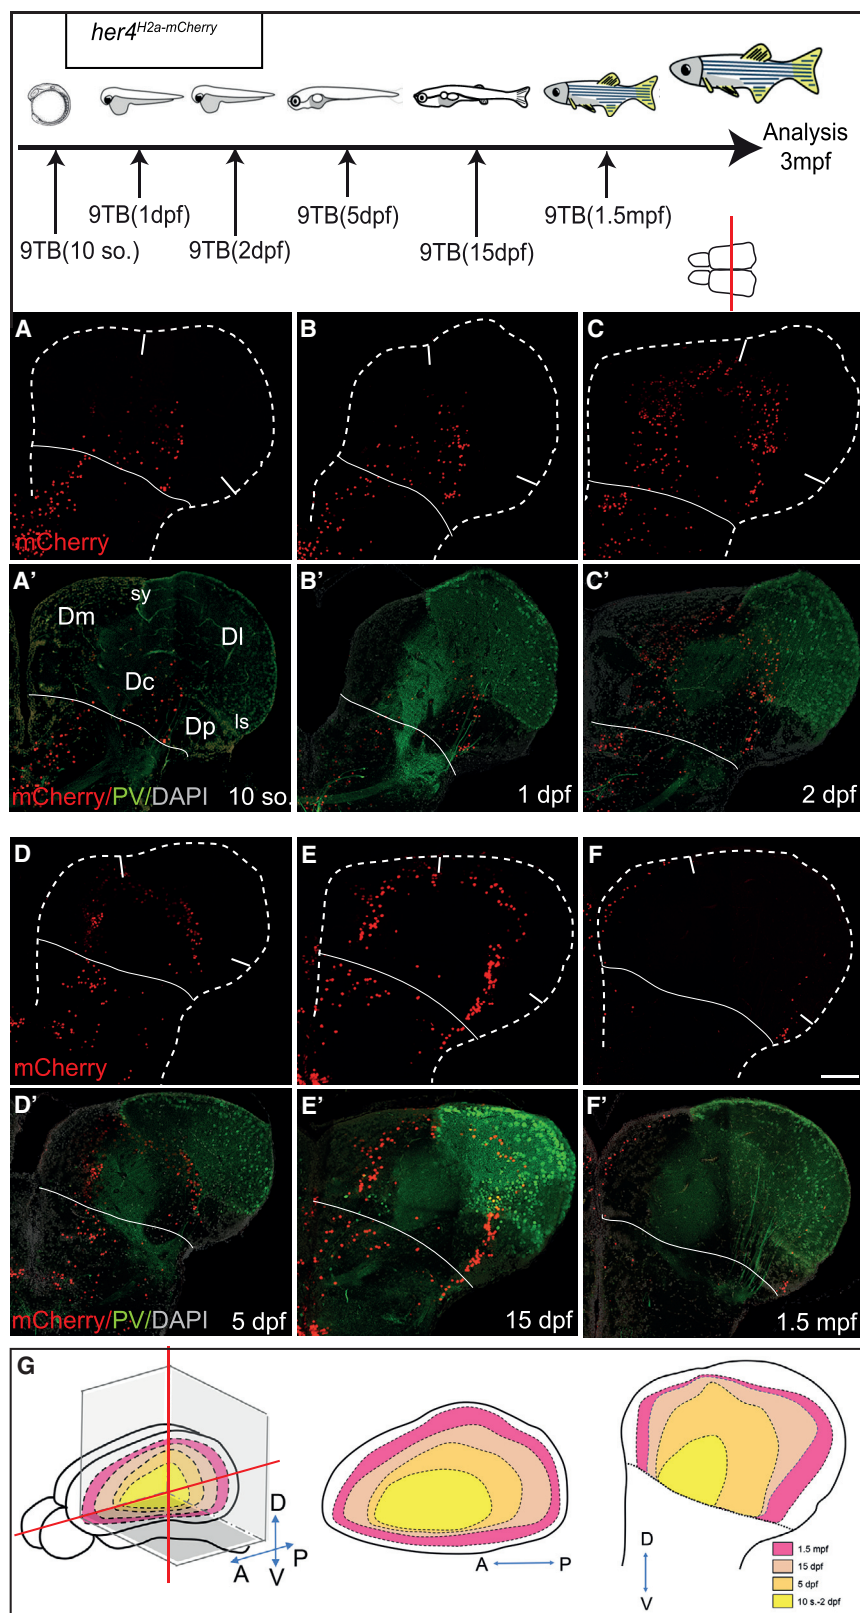 her4H2a-mCherry
Analysis
3mpf
9TB(1dpf)
9TB(5dpf)
9TB(1.5mpf)
9TB(10 so.)
9TB(2dpf)
9TB(15dpf)
A
B
C
mCherry
A'
B'
C'
sy
Dm
Dl
Dc
Dp
ls
mCherry/PV/DAPI
10 so.
1 dpf
2 dpf
D
E
F
mCherry
D'
E'
F'
mCherry/PV/DAPI
5 dpf
15 dpf
1.5 mpf
G
D
P
A
V
A
P
D
V
1.5 mpf
15 dpf
5 dpf
10 s.-2 dpf